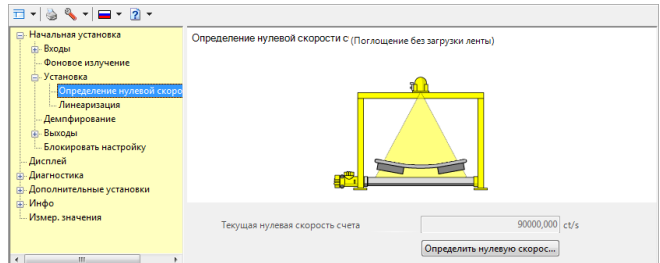 Начальная установка
Входы
Фоновое излучение
Установка
Определение нулевой скоро
Линеаризация
Демпфирование
Выходы
Блокировать настройку
Дисплей
Диагностика
Дополнительные установки
Инфо
Измер. значения
Определение нулевой скорости с (Поглощение без загрузки ленты)
Текущая нулевая скорость счета 90000,000 ct/s
Определить нулевую скорос...